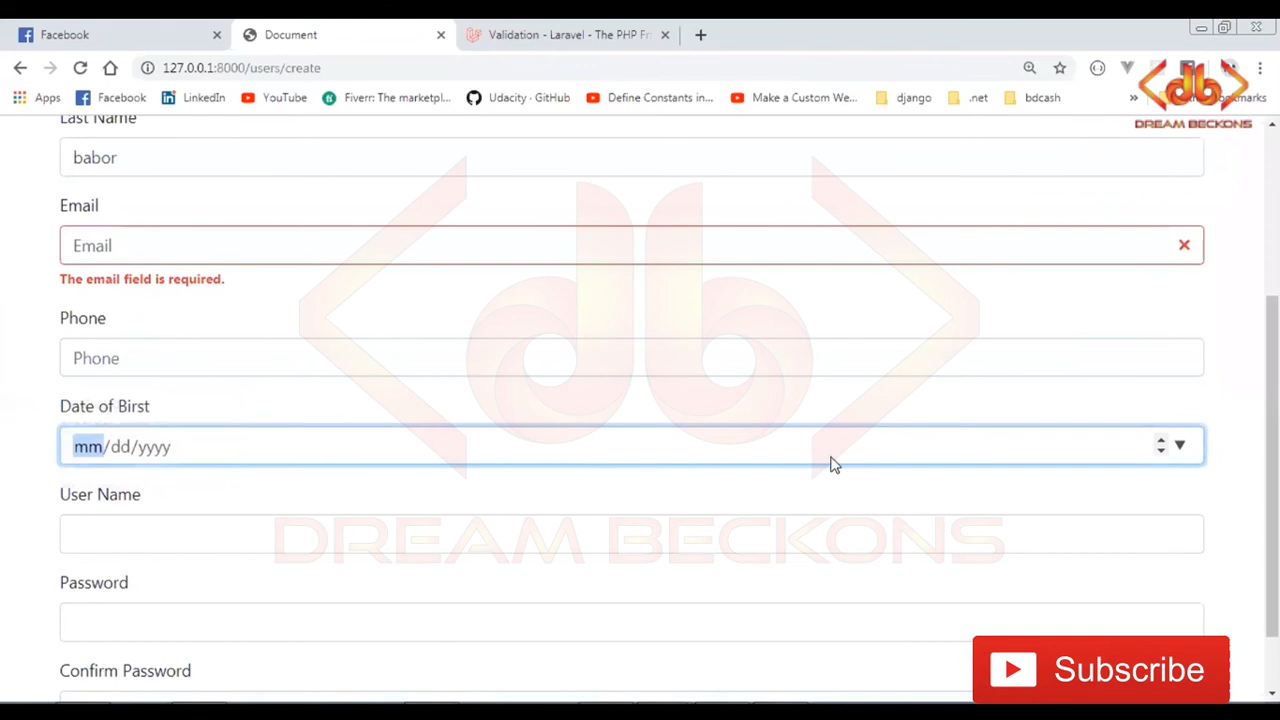 Facebook
Document
Validation - Laravel - The PHP Fr
127.0.0.1:8000/users/create
Apps
Facebook
LinkedIn
YouTube
Fiverr: The marketpl...
Udacity · GitHub
Define Constants in...
Make a Custom We...
django
.net
bdcash
»
DREAM BECKONS
Last Name
babor
Email
Email
The email field is required.
Phone
Phone
Date of Birst
mm/dd/yyyy
User Name
DREAM BECKONS
Password
Confirm Password
Subscribe